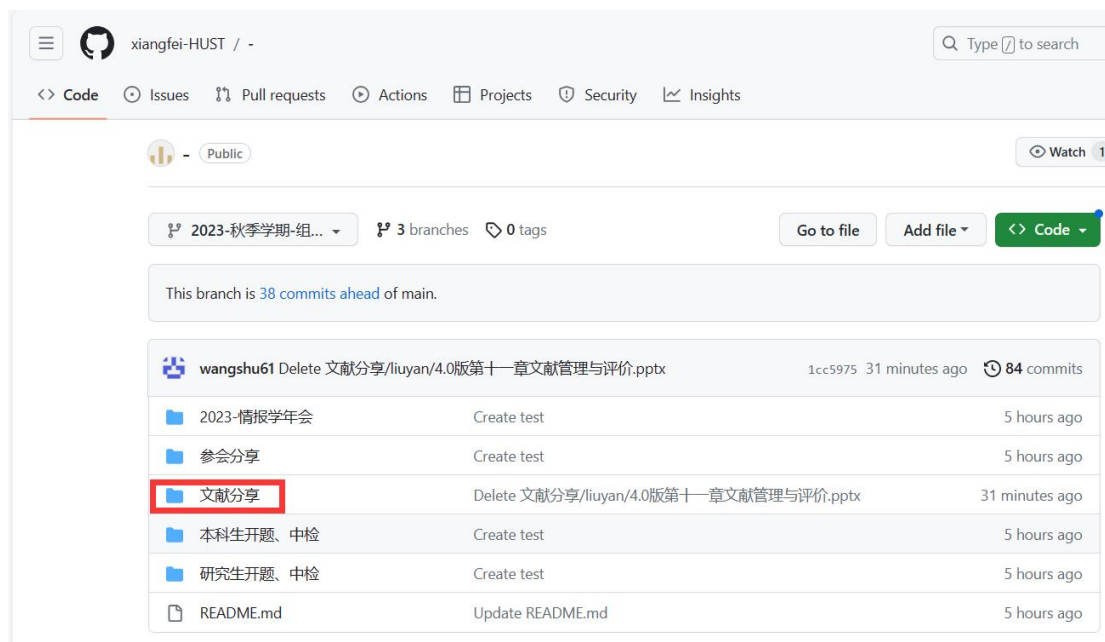 xiangfei-HUST / -
Type / to search
Code Issues Pull requests Actions Projects Security Insights
- Public
Watch 1
2023-秋季学期-组... 3 branches 0 tags Go to file Add file Code
This branch is 38 commits ahead of main.
wangshu61 Delete 文献分享/liuyan/4.0版第十一章文献管理与评价.pptx 1cc5975 31 minutes ago 84 commits
2023-情报学年会 Create test 5 hours ago
参会分享 Create test 5 hours ago
文献分享 Delete 文献分享/liuyan/4.0版第十一章文献管理与评价.pptx 31 minutes ago
本科生开题、中检 Create test 5 hours ago
研究生开题、中检 Create test 5 hours ago
README.md Update README.md 5 hours ago